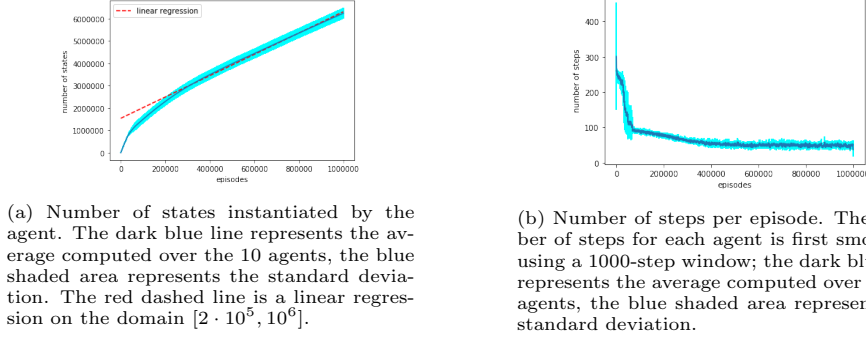 6000000
5000000
4000000
3000000
2000000
1000000
0
number of states
linear regression
0 200000 400000 600000 800000 1000000
episodes
(a) Number of states instantiated by the
agent. The dark blue line represents the av-
erage computed over the 10 agents, the blue
shaded area represents the standard devia-
tion. The red dashed line is a linear regres-
sion on the domain [2 · 10⁵, 10⁶].
400
300
200
100
0
number of steps
0 200000 400000 600000 800000 1000000
episodes
(b) Number of steps per episode. The
ber of steps for each agent is first smo
using a 1000-step window; the dark blu
represents the average computed over
agents, the blue shaded area represen
standard deviation.